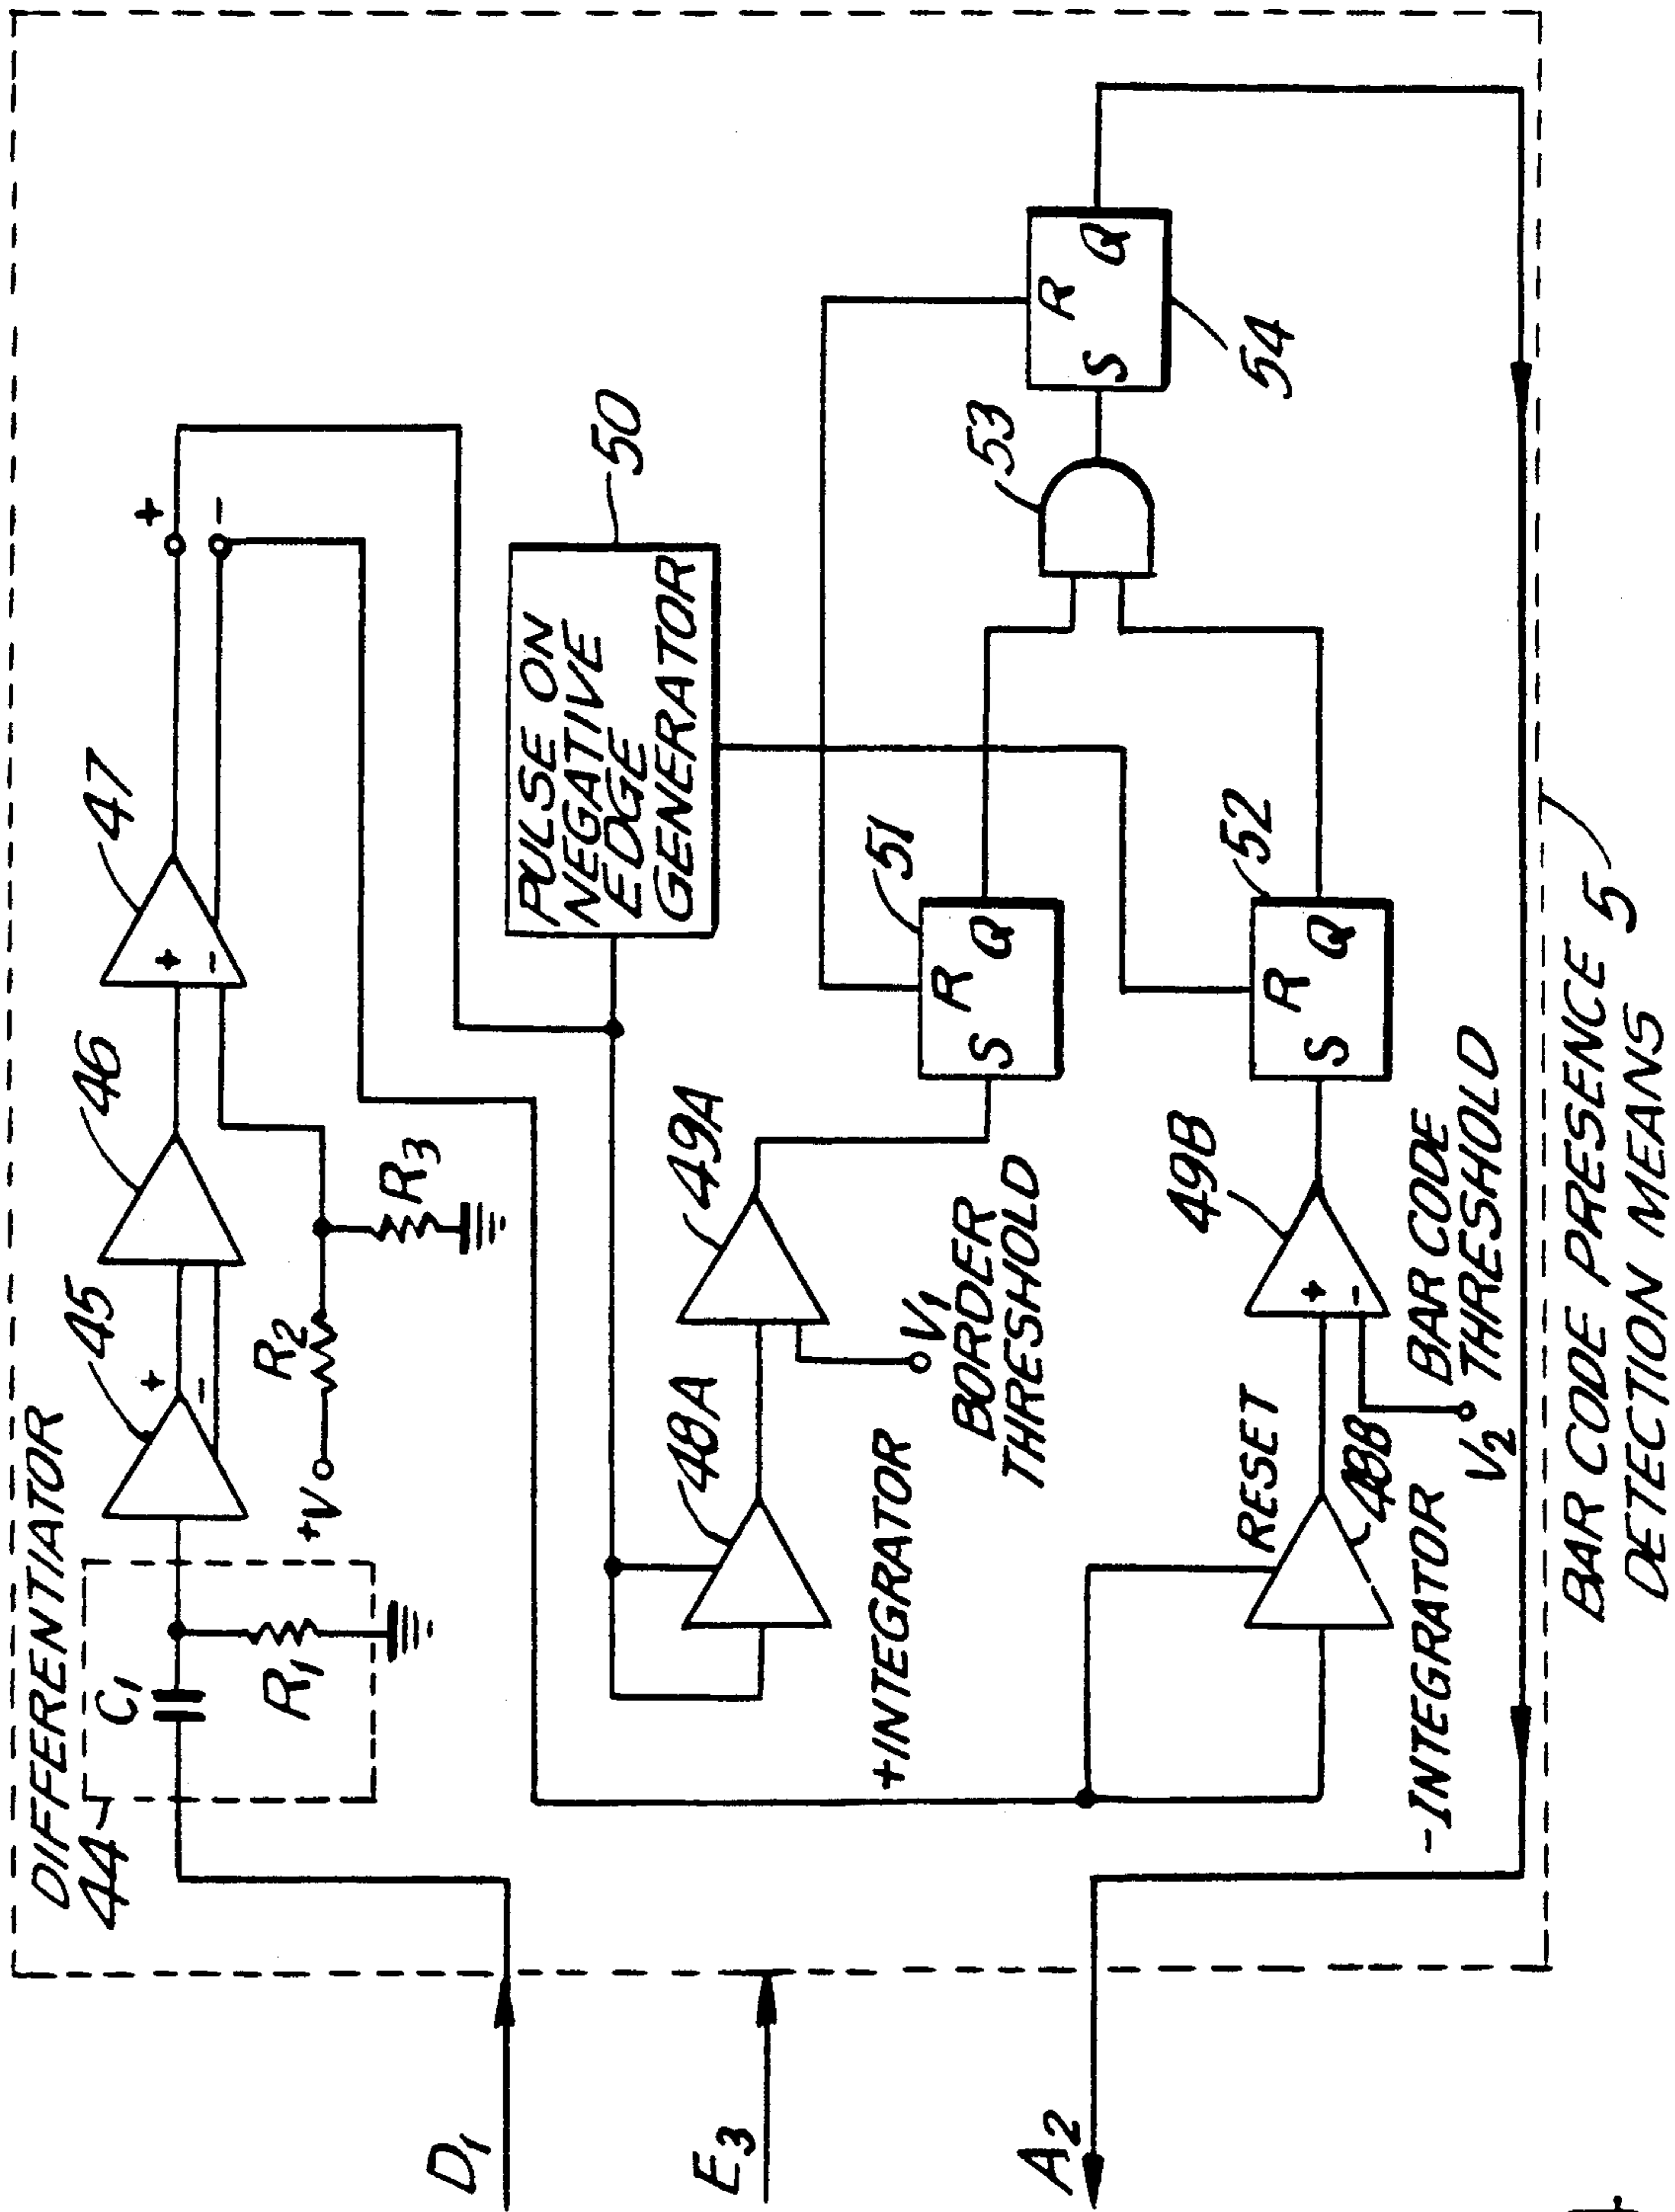 DIFFERENTIATOR
44
C1
R1
45
+
-
46
47
+
-
+
-
+V
R2
R3
PULSE ON
NEGATIVE
EDGE
GENERATOR
50
D1
E3
A2
48A
+INTEGRATOR
49A
V1
BORDER
THRESHOLD
51
S
R
Q
53
54
S
R
Q
RESET
48B
-INTEGRATOR
49B
+
-
V2
BAR CODE
THRESHOLD
52
S
R
Q
BAR CODE PRESENCE 5
DETECTION MEANS